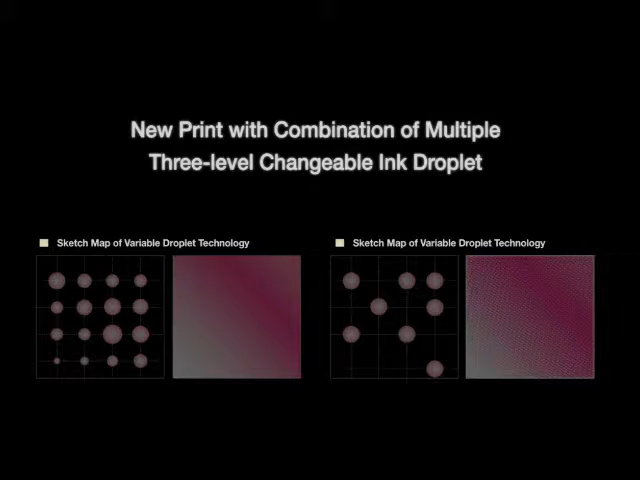 New Print with Combination of Multiple
Three-level Changeable Ink Droplet
Sketch Map of Variable Droplet Technology
Sketch Map of Variable Droplet Technology